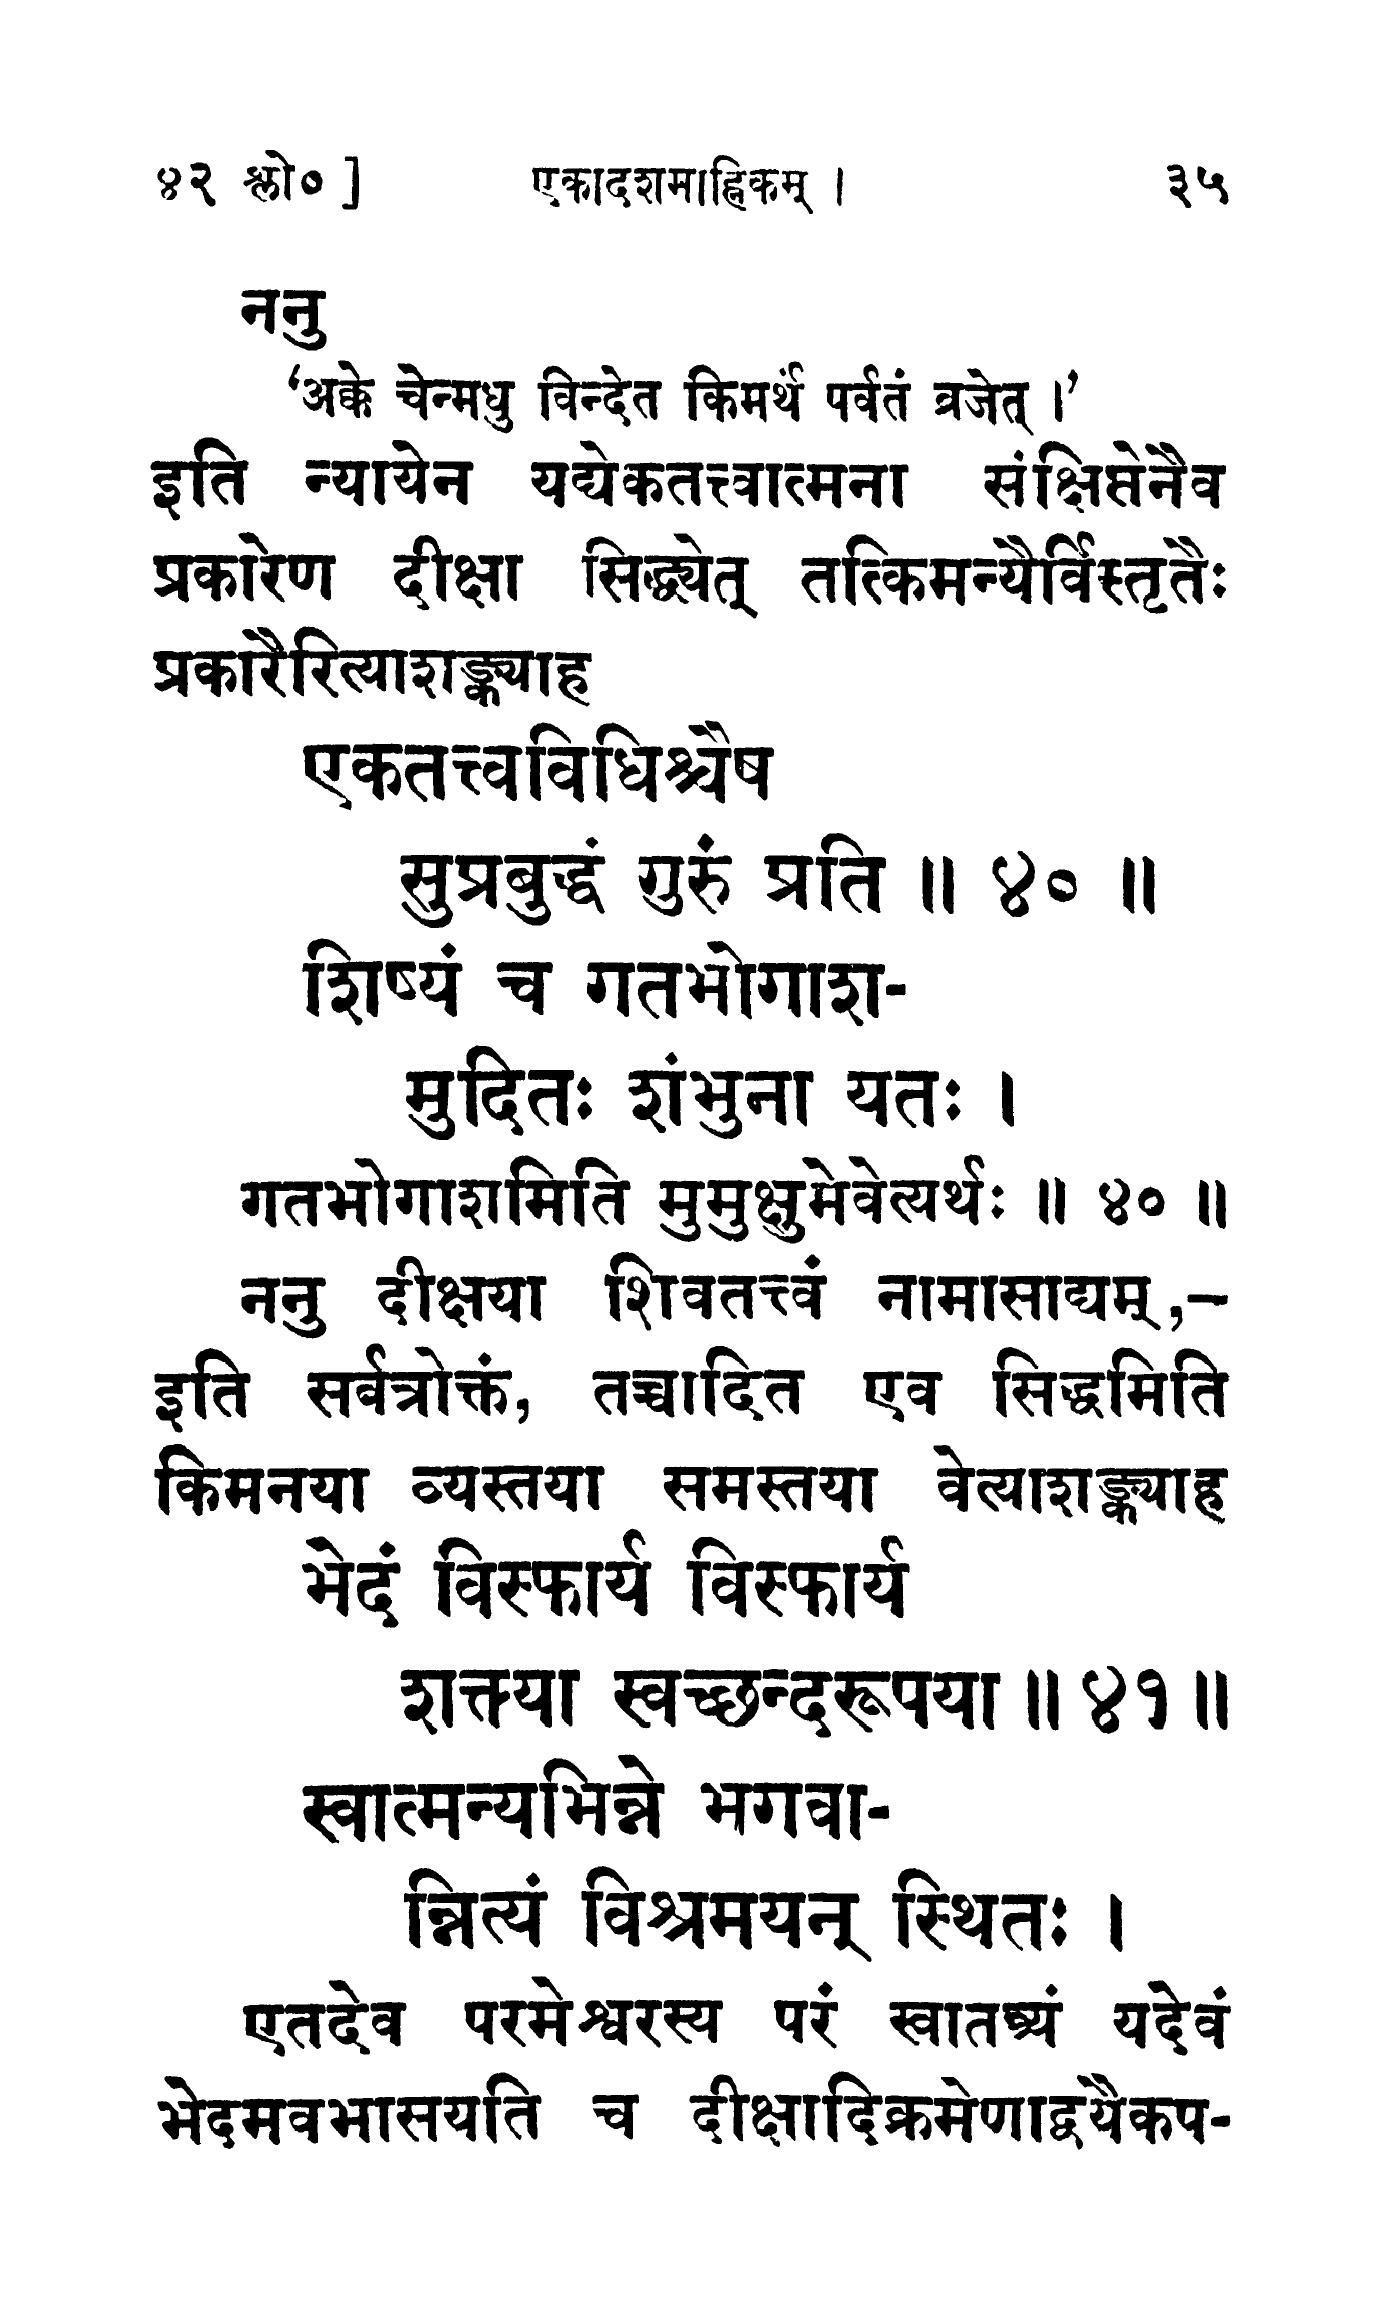 ४२ श्लो० ] एकादशमाह्निकम् । ३५
ननु
‘अक्के चेन्मधु विन्देत किमर्थं पर्वतं व्रजेत् ।’
इति न्यायेन यद्येकतत्त्वात्मना संक्षिप्तेनैव
प्रकारेण दीक्षा सिद्ध्येत् तत्किमन्यैर्विस्तृतैः
प्रकारैरित्याशङ्क्याह
एकतत्त्वविधिश्चैष
सुप्रबुद्धं गुरुं प्रति ॥ ४० ॥
शिष्यं च गतभोगाश-
मुदितः शंभुना यतः ।
गतभोगाशमिति मुमुक्षुमेवेत्यर्थः ॥ ४० ॥
ननु दीक्षया शिवतत्त्वं नामासाद्यम्,–
इति सर्वत्रोक्तं, तच्चादित एव सिद्धमिति
किमनया व्यस्तया समस्तया वेत्याशङ्क्याह
भेदं विस्फार्य विस्फार्य
शक्त्या स्वच्छन्दरूपया ॥ ४१ ॥
स्वात्मन्यभिन्ने भगवा-
न्नित्यं विश्रमयन् स्थितः ।
एतदेव परमेश्वरस्य परं स्वातन्त्र्यं यदेवं
भेदमवभासयति च दीक्षादिक्रमेणाद्वयैकप-